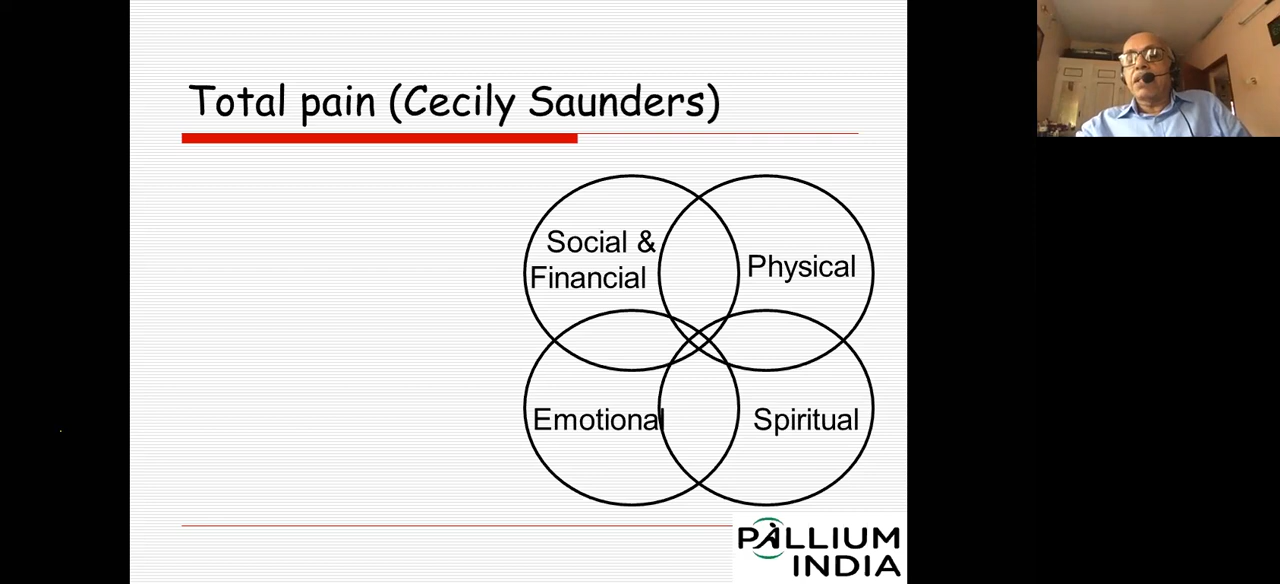 Total pain (Cecily Saunders)
Social &
Financial
Physical
Emotional
Spiritual
PALLIUM
INDIA